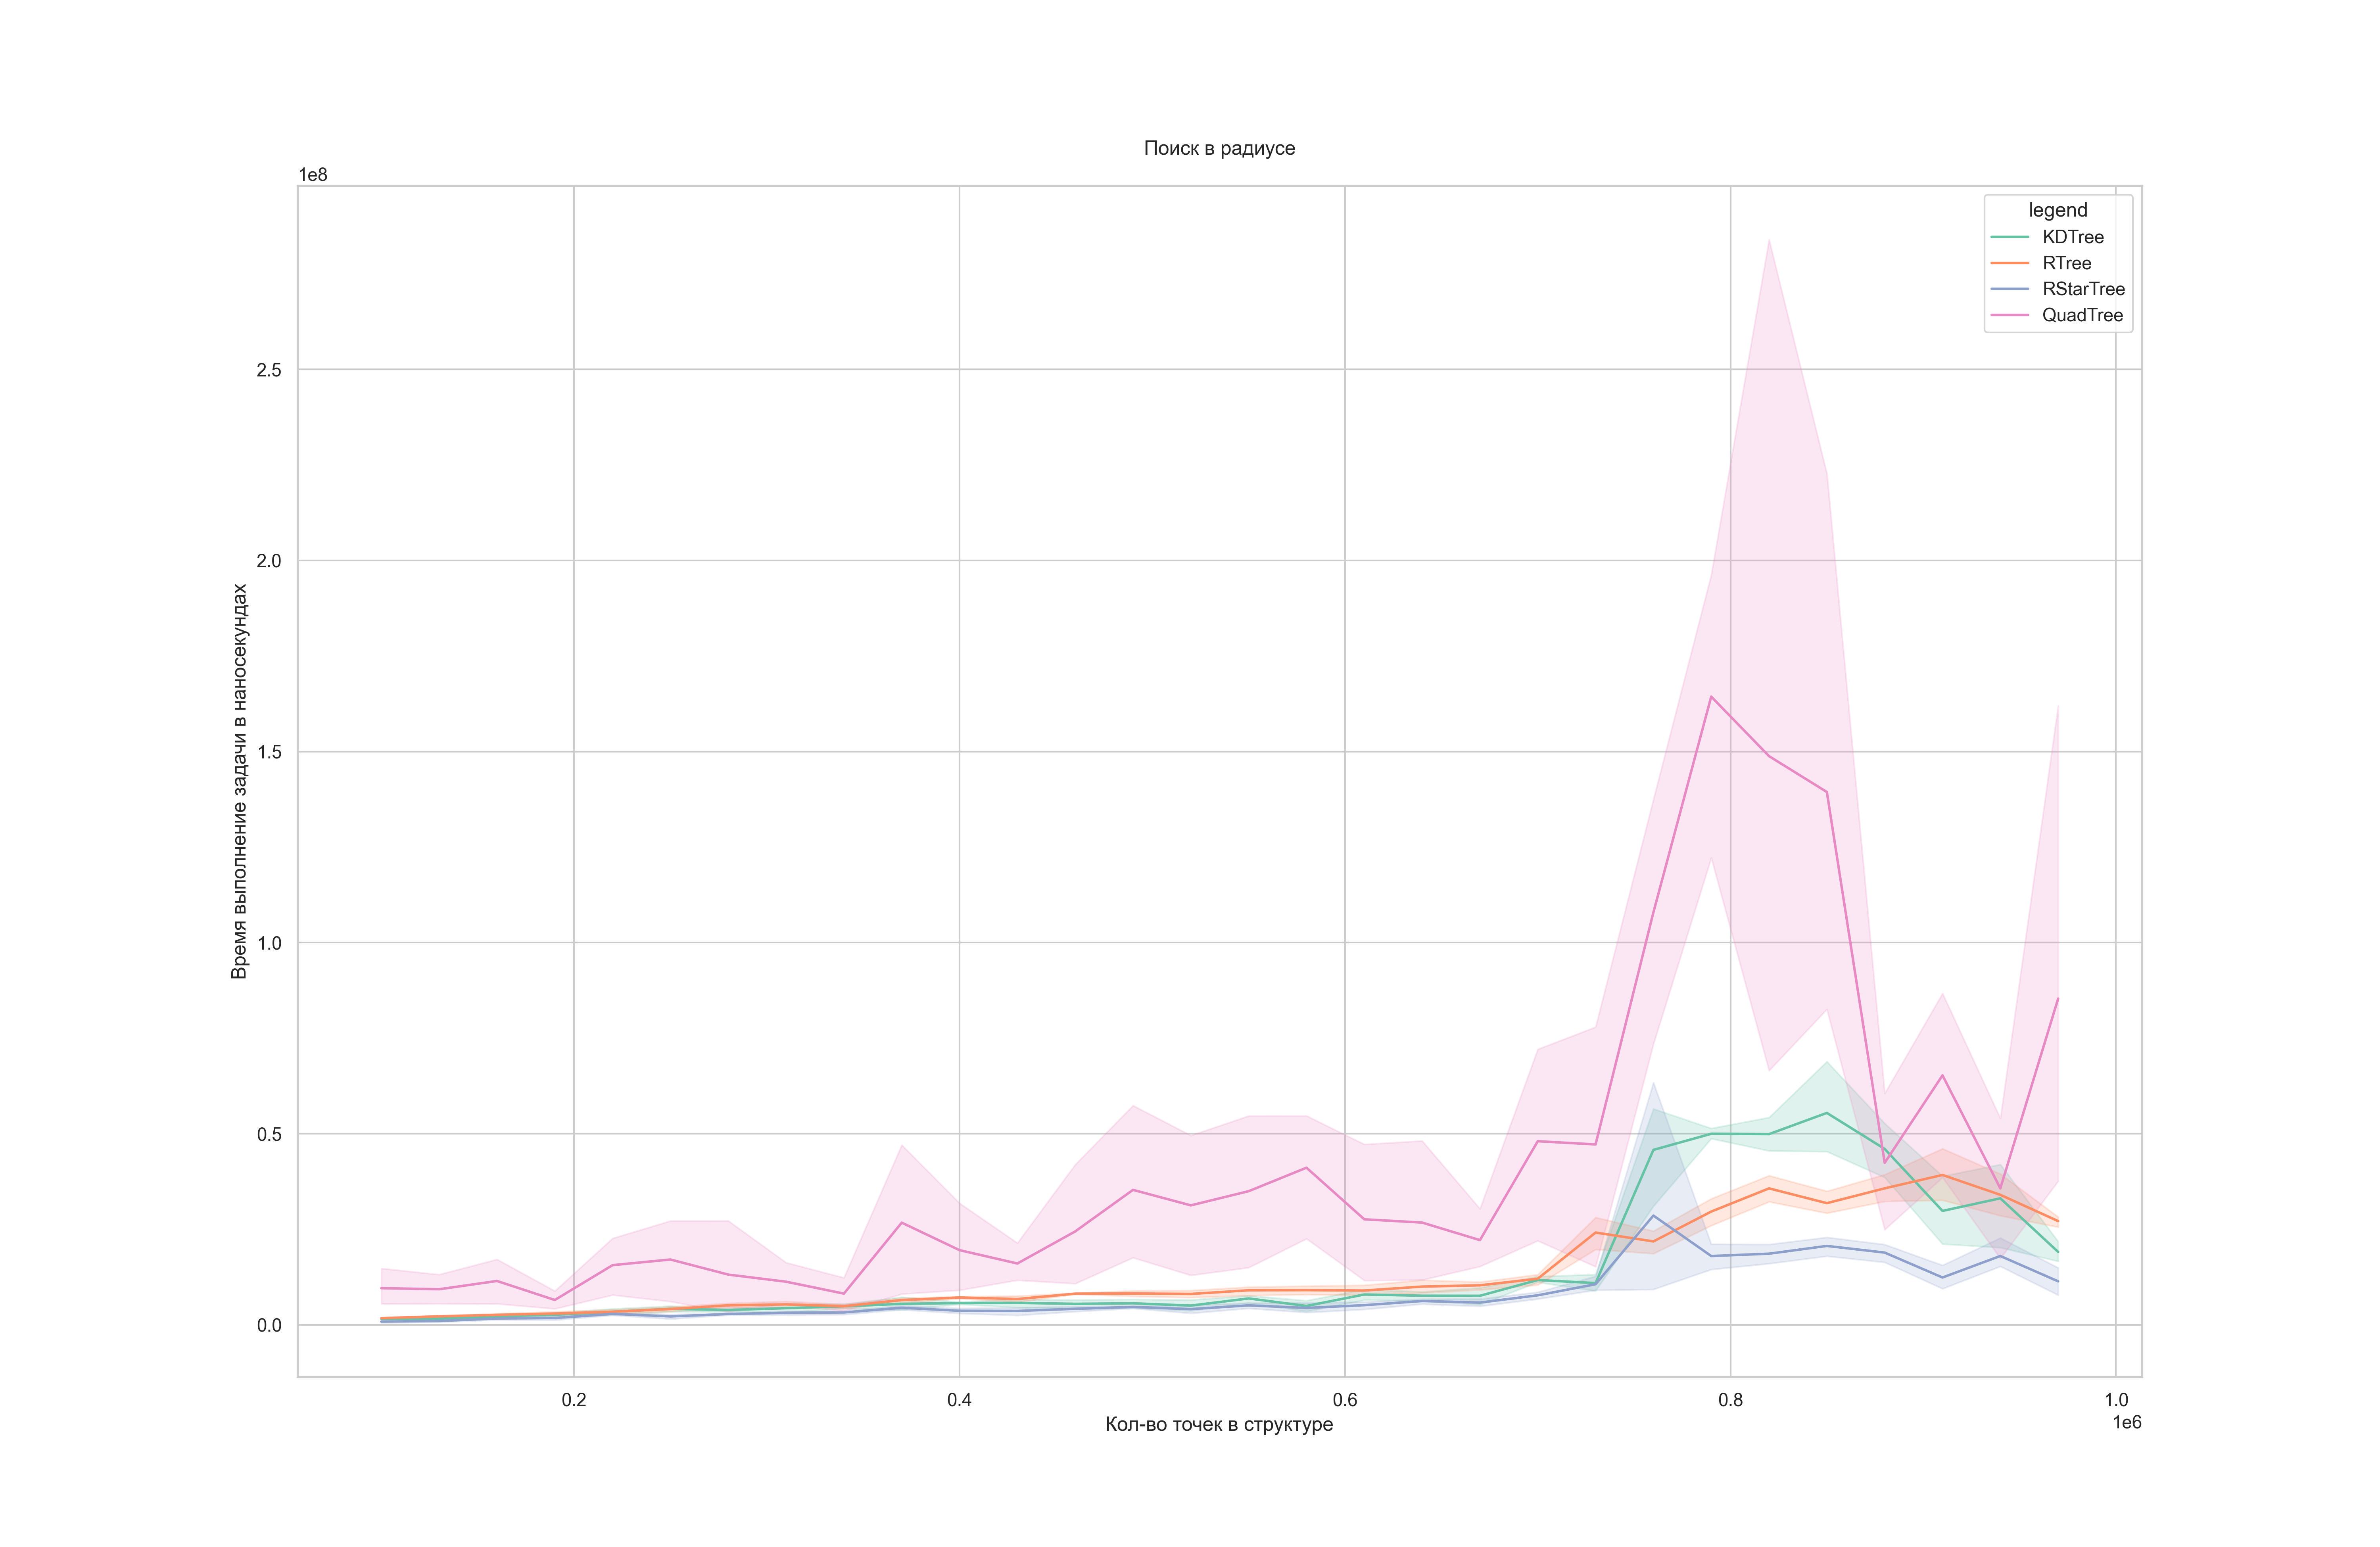 Поиск в радиусе
1e8
legend
KDTree
RTree
RStarTree
QuadTree
2.5
2.0
1.5
1.0
0.5
0.0
Время выполнение задачи в наносекундах
0.2
0.4
0.6
0.8
1.0
Кол-во точек в структуре
1e6